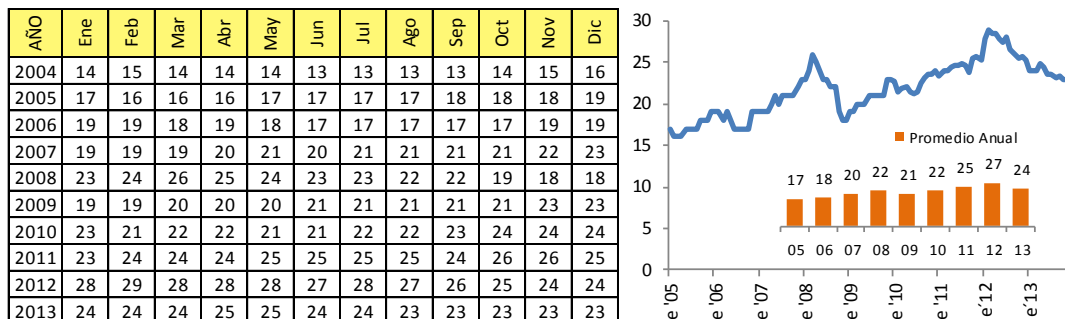 AÑO Ene Feb Mar Abr May Jun Jul Ago Sep Oct Nov Dic
2004 14 15 14 14 14 13 13 13 13 14 15 16
2005 17 16 16 16 17 17 17 17 18 18 18 19
2006 19 19 18 19 18 17 17 17 17 17 19 19
2007 19 19 19 20 21 20 21 21 21 21 22 23
2008 23 24 26 25 24 23 23 22 22 19 18 18
2009 19 19 20 20 20 21 21 21 21 21 23 23
2010 23 21 22 22 21 21 22 22 23 24 24 24
2011 23 24 24 24 25 25 25 25 24 26 26 25
2012 28 29 28 28 28 27 28 27 26 25 24 24
2013 24 24 24 25 25 24 24 23 23 23 23 23
30
25
20
15
10
5
0
Promedio Anual
17 18 20 22 21 22 25 27 24
05 06 07 08 09 10 11 12 13
e '05 e '06 e '07 e '08 e '09 e '10 e '11 e '12 e '13